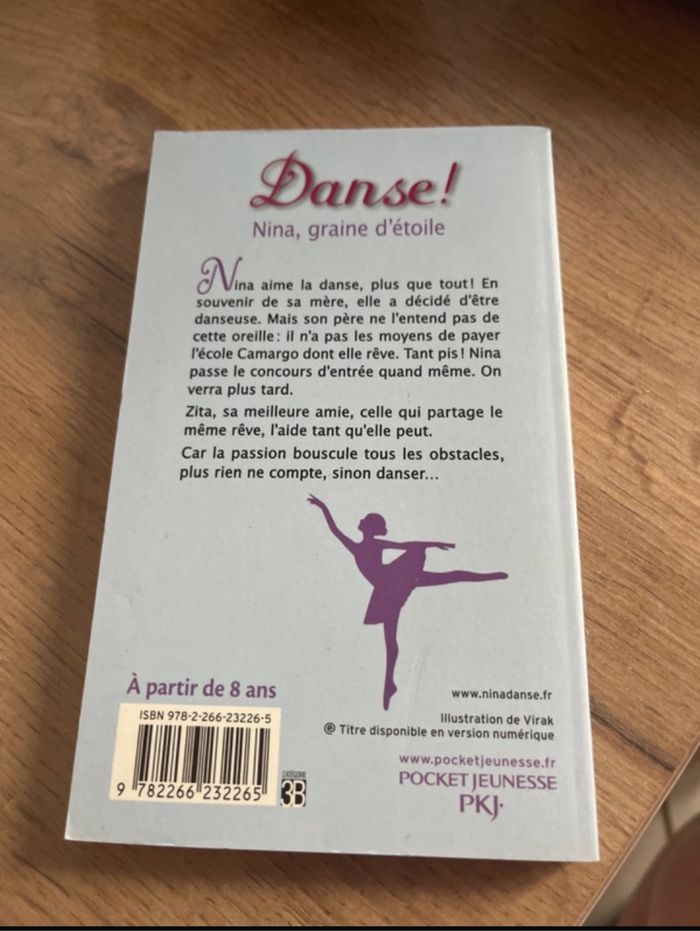 Danse!
Nina, graine d'étoile
Nina aime la danse, plus que tout! En
souvenir de sa mère, elle a décidé d'être
danseuse. Mais son père ne l'entend pas de
cette oreille: il n'a pas les moyens de payer
l'école Camargo dont elle rêve. Tant pis! Nina
passe le concours d'entrée quand même. On
verra plus tard.
Zita, sa meilleure amie, celle qui partage le
même rêve, l'aide tant qu'elle peut.
Car la passion bouscule tous les obstacles,
plus rien ne compte, sinon danser...
À partir de 8 ans
ISBN 978-2-266-23226-5
9 782266 232265
CATÉGORIE
3B
www.ninadanse.fr
Illustration de Virak
ⓔ Titre disponible en version numérique
www.pocketjeunesse.fr
POCKET JEUNESSE
PKJ·